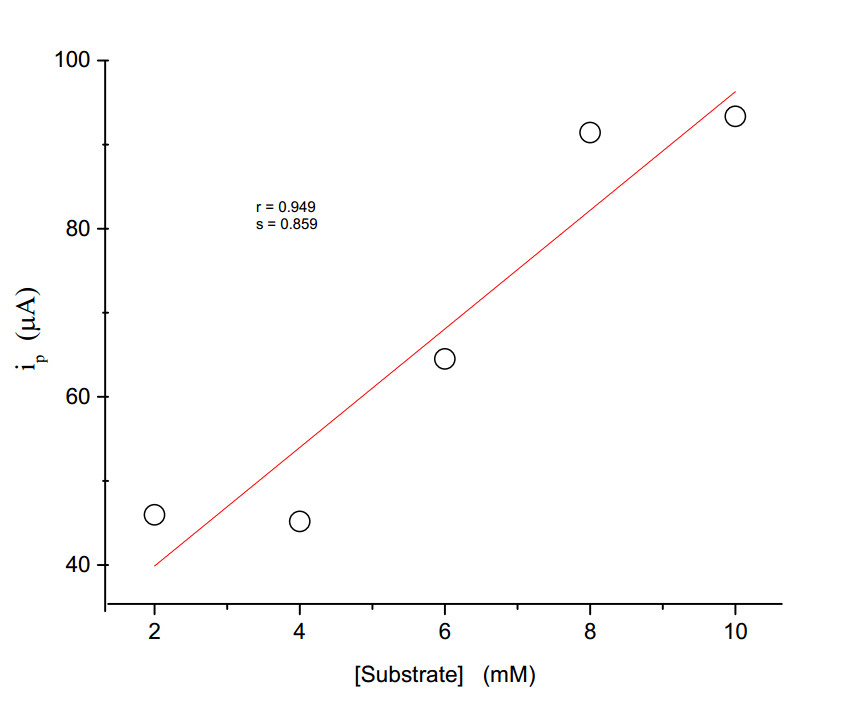 100
80
60
40
r = 0.949
s = 0.859
i_p (µA)
2 4 6 8 10
[Substrate] (mM)